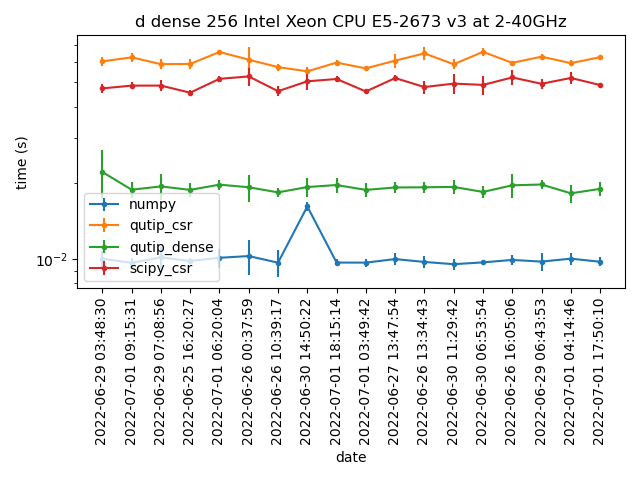 d dense 256 Intel Xeon CPU E5-2673 v3 at 2-40GHz
time (s)
10⁻²
numpy
qutip_csr
qutip_dense
scipy_csr
2022-06-29 03:48:30
2022-07-01 09:15:31
2022-06-29 07:08:56
2022-06-25 16:20:27
2022-07-01 06:20:04
2022-06-26 00:37:59
2022-06-26 10:39:17
2022-06-30 14:50:22
2022-07-01 18:15:14
2022-07-01 03:49:42
2022-06-27 13:47:54
2022-06-26 13:34:43
2022-06-30 11:29:42
2022-06-30 06:53:54
2022-06-26 16:05:06
2022-06-29 06:43:53
2022-07-01 04:14:46
2022-07-01 17:50:10
date